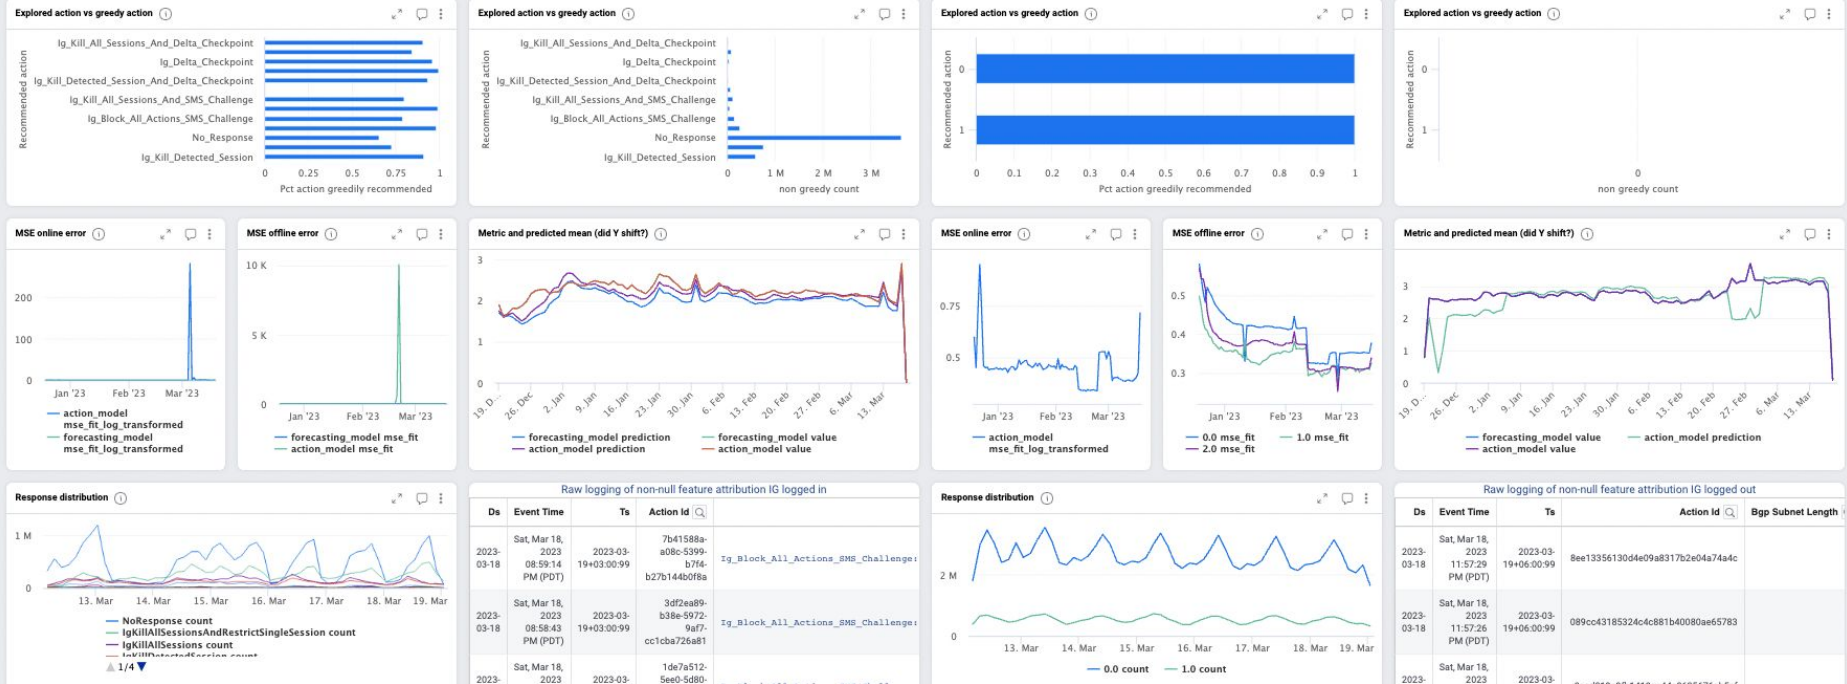 Explored action vs greedy action
Recommended action
Ig_Kill_All_Sessions_And_Delta_Checkpoint
Ig_Delta_Checkpoint
Ig_Kill_Detected_Session_And_Delta_Checkpoint
Ig_Kill_All_Sessions_And_SMS_Challenge
Ig_Block_All_Actions_SMS_Challenge
No_Response
Ig_Kill_Detected_Session
0 0.25 0.5 0.75 1
Pct action greedily recommended
Explored action vs greedy action
Recommended action
Ig_Kill_All_Sessions_And_Delta_Checkpoint
Ig_Delta_Checkpoint
Ig_Kill_Detected_Session_And_Delta_Checkpoint
Ig_Kill_All_Sessions_And_SMS_Challenge
Ig_Block_All_Actions_SMS_Challenge
No_Response
Ig_Kill_Detected_Session
0 1 M 2 M 3 M
non greedy count
Explored action vs greedy action
Recommended action
0
1
0 0.1 0.2 0.3 0.4 0.5 0.6 0.7 0.8 0.9 1
Pct action greedily recommended
Explored action vs greedy action
Recommended action
0
1
0
non greedy count
MSE online error
200
100
0
Jan '23 Feb '23 Mar '23
action_model
mse_fit_log_transformed
forecasting_model
mse_fit_log_transformed
MSE offline error
10 K
5 K
0
Jan '23 Feb '23 Mar '23
forecasting_model mse_fit
action_model mse_fit
Metric and predicted mean (did Y shift?)
3
2
1
0
19. D... 26. Dec 2. Jan 9. Jan 16. Jan 23. Jan 30. Jan 6. Feb 13. Feb 20. Feb 27. Feb 6. Mar 13. Mar
forecasting_model prediction forecasting_model value
action_model prediction action_model value
MSE online error
0.75
0.5
Jan '23 Feb '23 Mar '23
action_model
mse_fit_log_transformed
MSE offline error
0.5
0.4
0.3
Jan '23 Feb '23 Mar '23
0.0 mse_fit 1.0 mse_fit
2.0 mse_fit
Metric and predicted mean (did Y shift?)
3
2
1
0
19. D... 26. Dec 2. Jan 9. Jan 16. Jan 23. Jan 30. Jan 6. Feb 13. Feb 20. Feb 27. Feb 6. Mar 13. Mar
forecasting_model value action_model prediction
action_model value
Response distribution
1 M
0
13. Mar 14. Mar 15. Mar 16. Mar 17. Mar 18. Mar 19. Mar
NoResponse count
IgKillAllSessionsAndRestrictSingleSession count
IgKillAllSessions count
IgKillDetectedSession count
1/4
Raw logging of non-null feature attribution IG logged in
Ds Event Time Ts Action Id
2023-03-18 Sat, Mar 18, 2023 08:59:14 PM (PDT) 2023-03-19+03:00:99 7b41588a-a08c-5399-b7f4-b27b144b0f8a Ig_Block_All_Actions_SMS_Challenge:
2023-03-18 Sat, Mar 18, 2023 08:58:43 PM (PDT) 2023-03-19+03:00:99 3df2ea89-b38e-5972-9af7-cc1cba726a81 Ig_Block_All_Actions_SMS_Challenge:
2023- Sat, Mar 18, 2023 2023-03- 1de7a512-5ee0-5d80-
Response distribution
2 M
0
13. Mar 14. Mar 15. Mar 16. Mar 17. Mar 18. Mar 19. Mar
0.0 count 1.0 count
Raw logging of non-null feature attribution IG logged out
Ds Event Time Ts Action Id Bgp Subnet Length
2023-03-18 Sat, Mar 18, 2023 11:57:29 PM (PDT) 2023-03-19+06:00:99 8ee13356130d4e09a8317b2e04a74a4c
2023-03-18 Sat, Mar 18, 2023 11:57:26 PM (PDT) 2023-03-19+06:00:99 089cc43185324c4c881b40080ae65783
2023- Sat, Mar 18, 2023 2023-03-